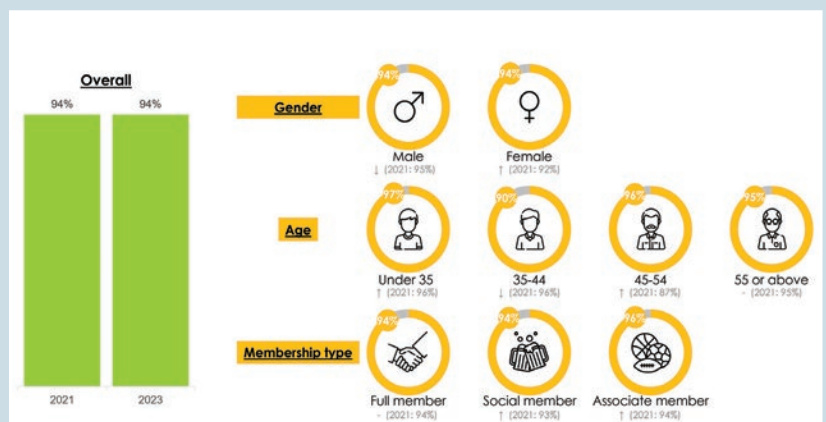 Overall
94%
94%
2021
2023
Gender
94%
Male
↓ (2021: 95%)
94%
Female
↑ (2021: 92%)
Age
97%
Under 35
↑ (2021: 96%)
90%
35-44
↓ (2021: 96%)
96%
45-54
↑ (2021: 87%)
95%
55 or above
- (2021: 95%)
Membership type
94%
Full member
- (2021: 94%)
94%
Social member
↑ (2021: 93%)
96%
Associate member
↑ (2021: 94%)